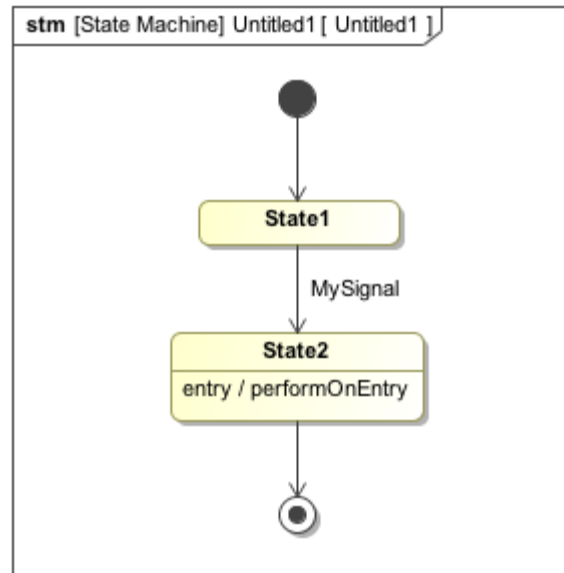 stm [State Machine] Untitled1 [ Untitled1 ]
State1
MySignal
State2
entry / performOnEntry